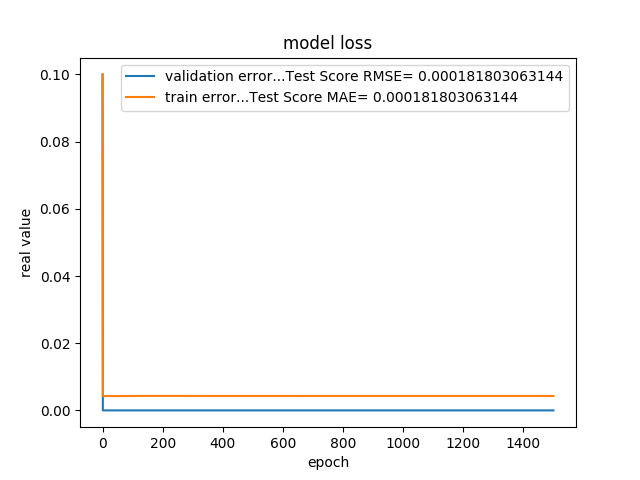 model loss
validation error...Test Score RMSE= 0.000181803063144
train error...Test Score MAE= 0.000181803063144
real value
0.10
0.08
0.06
0.04
0.02
0.00
0 200 400 600 800 1000 1200 1400
epoch